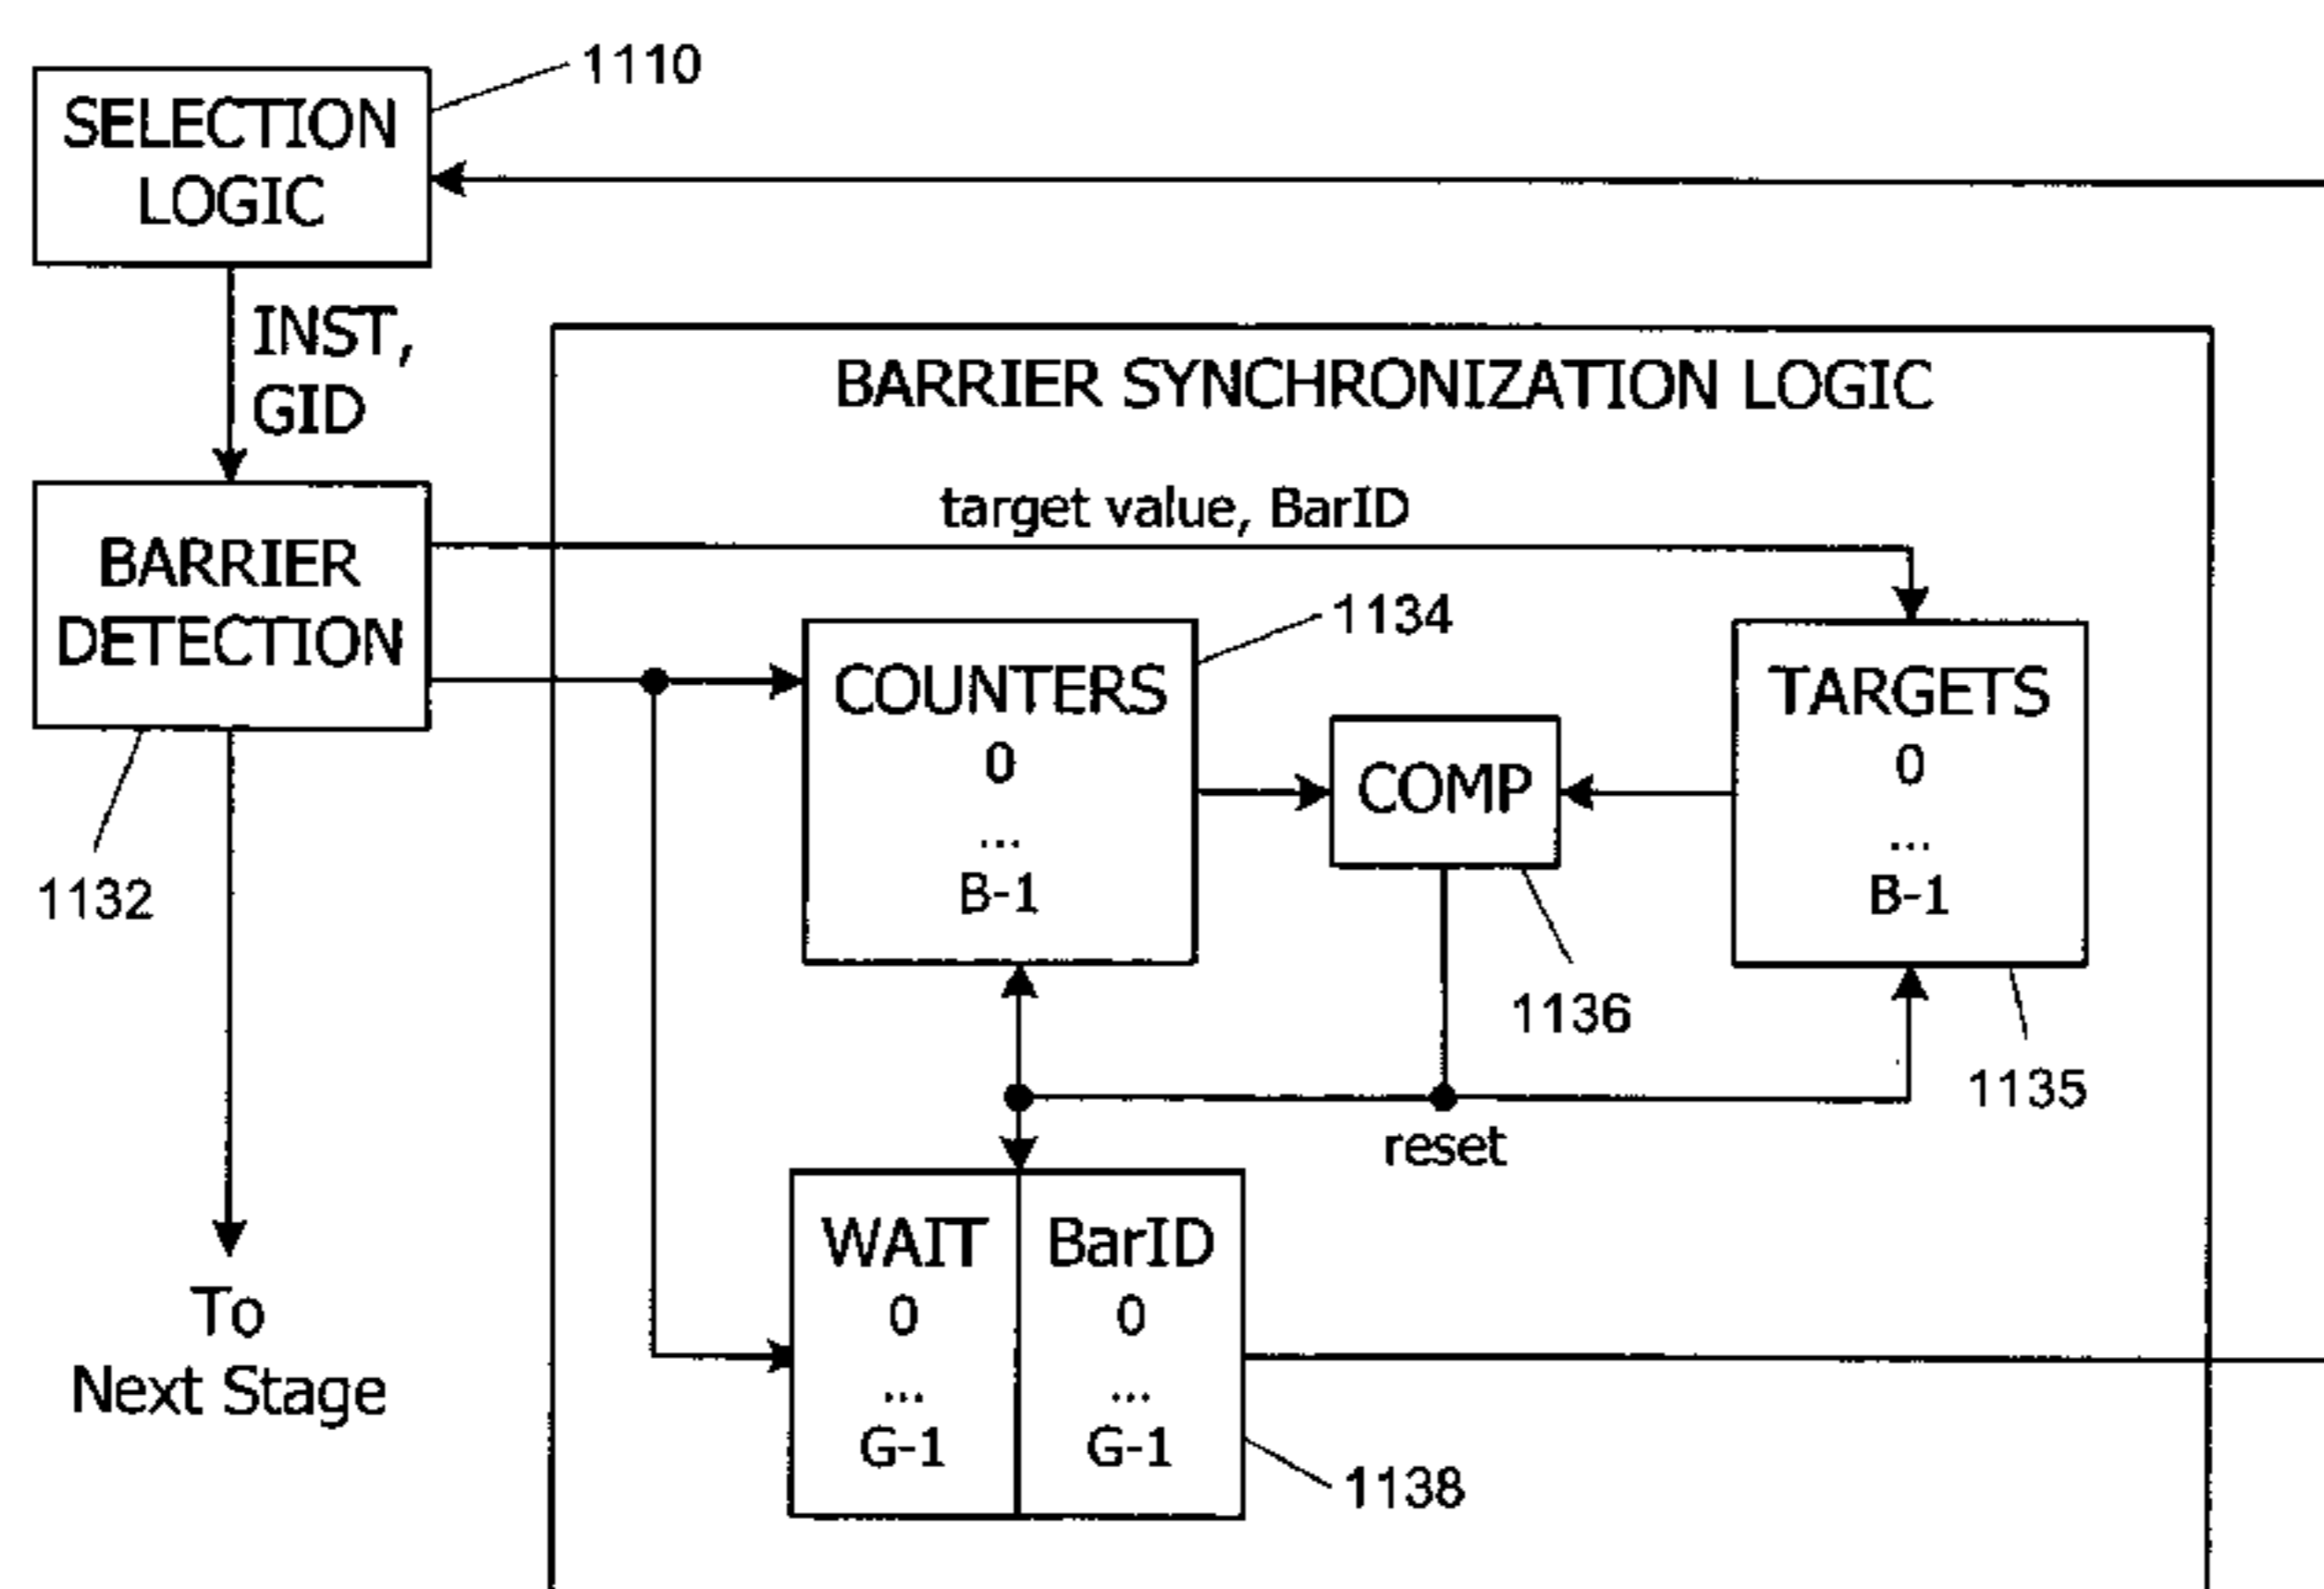 1110
SELECTION
LOGIC
INST,
GID
BARRIER SYNCHRONIZATION LOGIC
target value, BarID
BARRIER
DETECTION
1132
1134
COUNTERS
0
...
B-1
COMP
1136
TARGETS
0
...
B-1
1135
reset
WAIT
0
...
G-1
BarID
0
...
G-1
1138
To
Next Stage